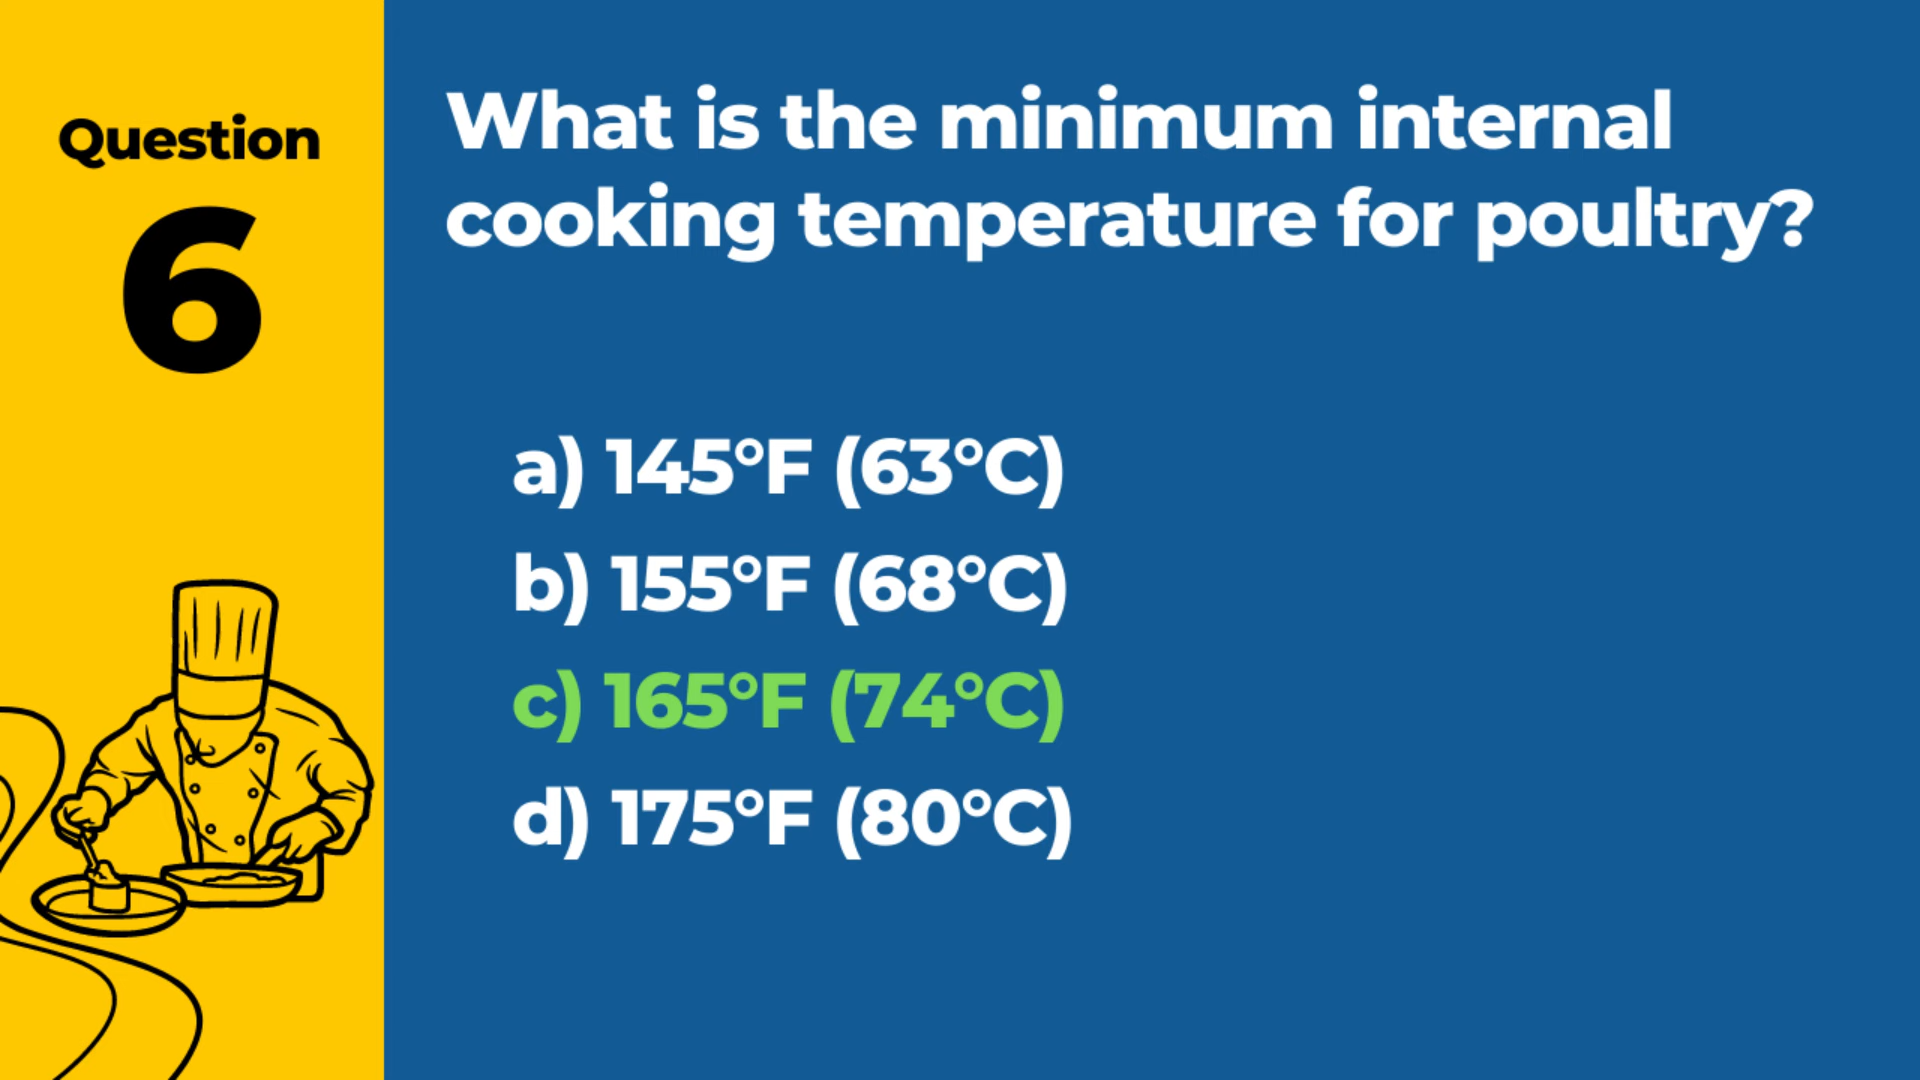 Question
6
What is the minimum internal
cooking temperature for poultry?
a) 145°F (63°C)
b) 155°F (68°C)
c) 165°F (74°C)
d) 175°F (80°C)